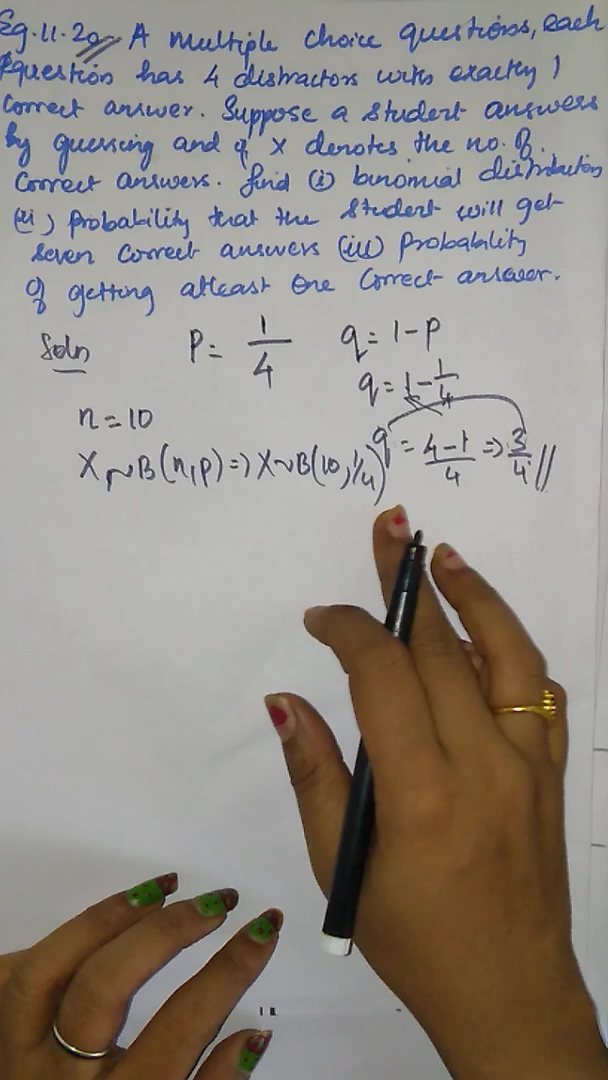 Eg.11.20 A multiple choice questions, each
question has 4 distractors with exactly 1
correct answer. Suppose a student answers
by guessing and if X denotes the no. of.
correct answers. find (i) binomial distribution
(ii) Probability that the student will get
seven correct answers (iii) Probability
of getting atleast one correct answer.
Soln P = 1/4 q = 1-P
q = 1-1/4
n = 10
X~B(n,p) => X~B(10,1/4) q = 4-1/4 => 3/4 //